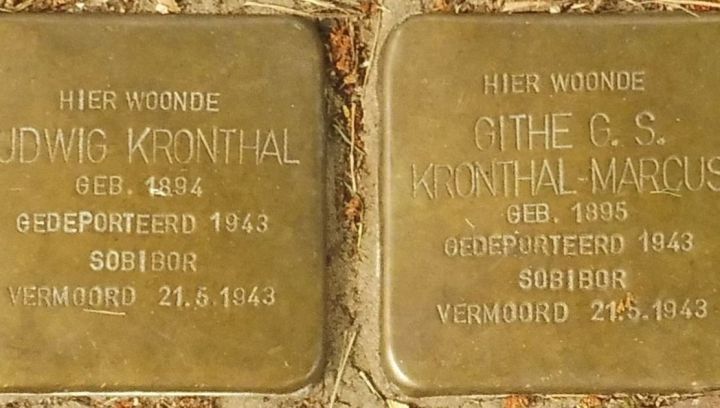 HIER WOONDE
UDWIG KRONTHAL
GEB. 1894
GEDEPORTEERD 1943
SOBIBOR
VERMOORD 21.5.1943
HIER WOONDE
GITHE G. S.
KRONTHAL-MARCUS
GEB. 1895
GEDEPORTEERD 1943
SOBIBOR
VERMOORD 21.5.1943